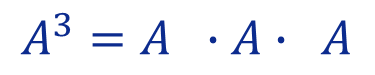 A³ = A · A · A